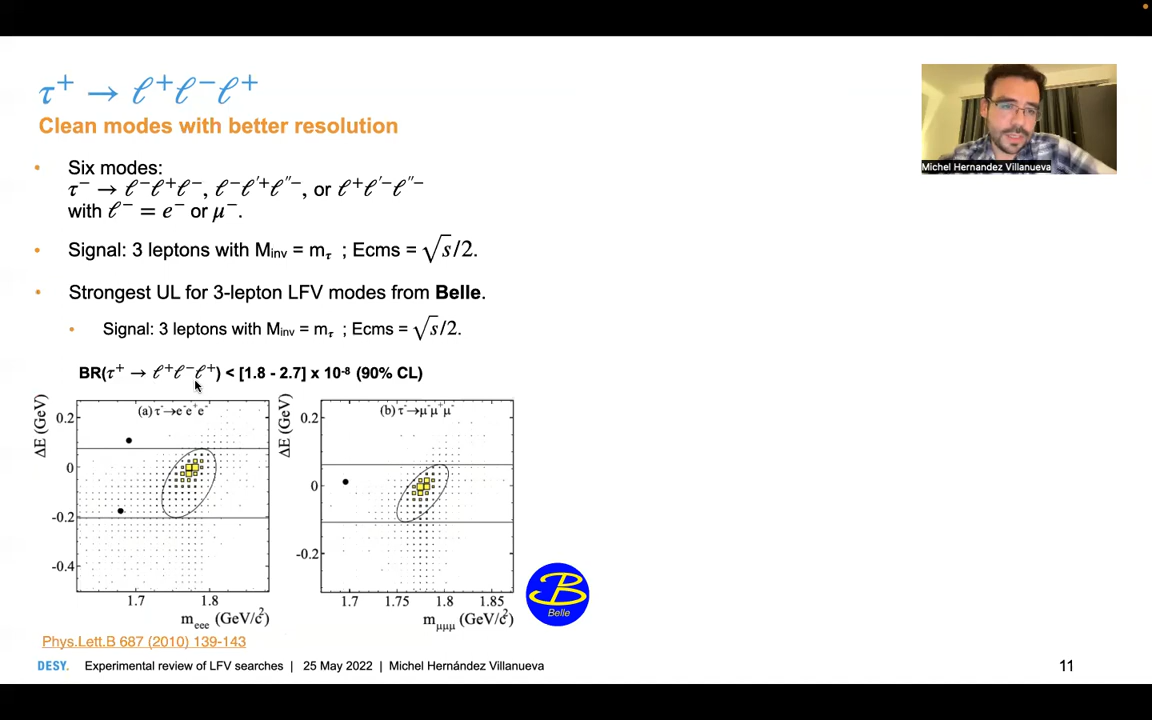 τ⁺ → ℓ⁺ℓ⁻ℓ⁺
Clean modes with better resolution
Michel Hernandez Villanueva
• Six modes:
τ⁻ → ℓ⁻ℓ⁺ℓ⁻, ℓ⁻ℓ′⁺ℓ″⁻, or ℓ⁺ℓ′⁻ℓ″⁻
with ℓ⁻ = e⁻ or μ⁻.
• Signal: 3 leptons with Minv = mτ ; Ecms = √s/2.
• Strongest UL for 3-lepton LFV modes from Belle.
• Signal: 3 leptons with Minv = mτ ; Ecms = √s/2.
BR(τ⁺ → ℓ⁺ℓ⁻ℓ⁺) < [1.8 - 2.7] x 10⁻⁸ (90% CL)
ΔE (GeV)
0.2
0
-0.2
-0.4
(a) τ⁻→e⁻e⁺e⁻
1.7 1.8
m_eee (GeV/c²)
ΔE (GeV)
0.2
0
-0.2
(b) τ⁻→μ⁻μ⁺μ⁻
1.7 1.75 1.8 1.85
m_μμμ (GeV/c²)
B
Belle
Phys.Lett.B 687 (2010) 139-143
DESY. Experimental review of LFV searches | 25 May 2022 | Michel Hernández Villanueva 11